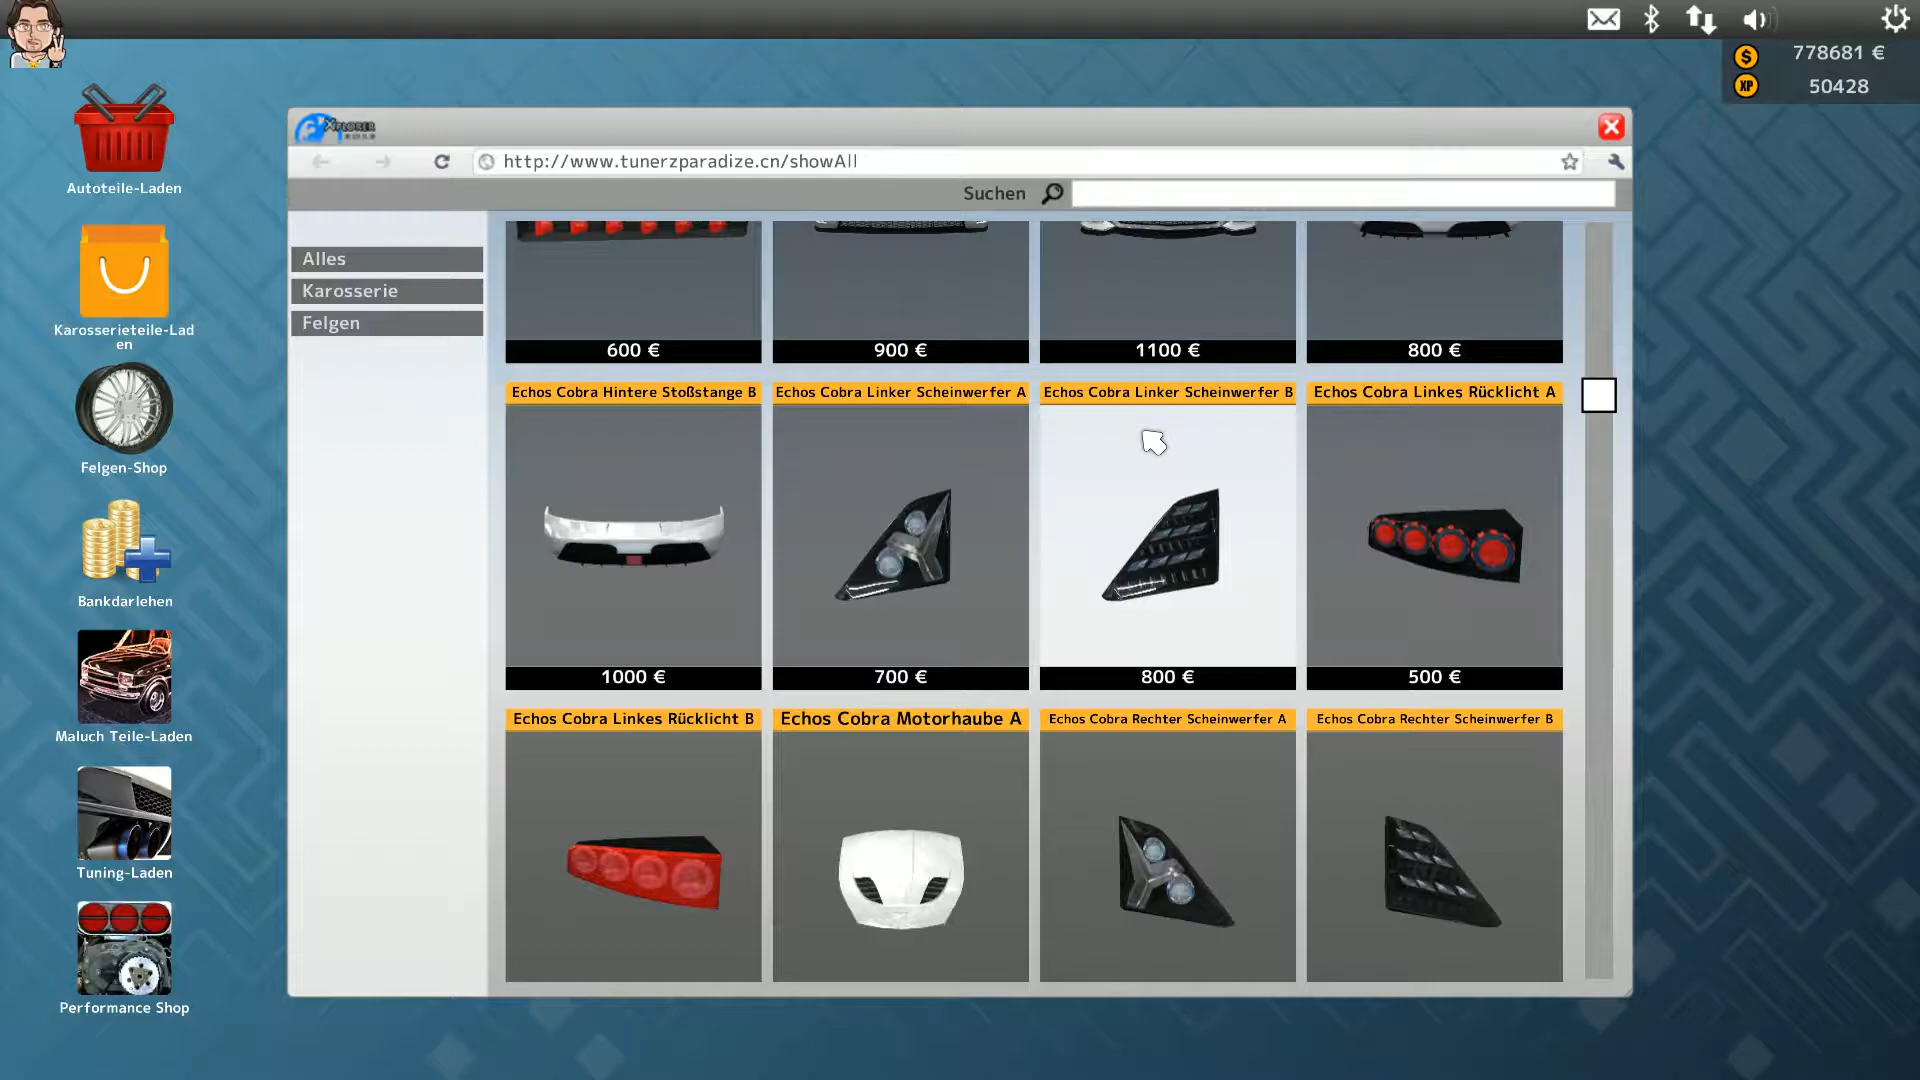 778681 €
XP 50428
http://www.tunerzparadize.cn/showAll
Suchen
Autoteile-Laden
Karosserieteile-Lad
en
Felgen-Shop
Bankdarlehen
Maluch Teile-Laden
Tuning-Laden
Performance Shop
Alles
Karosserie
Felgen
600 €
900 €
1100 €
800 €
Echos Cobra Hintere Stoßstange B
Echos Cobra Linker Scheinwerfer A
Echos Cobra Linker Scheinwerfer B
Echos Cobra Linkes Rücklicht A
1000 €
700 €
800 €
500 €
Echos Cobra Linkes Rücklicht B
Echos Cobra Motorhaube A
Echos Cobra Rechter Scheinwerfer A
Echos Cobra Rechter Scheinwerfer B